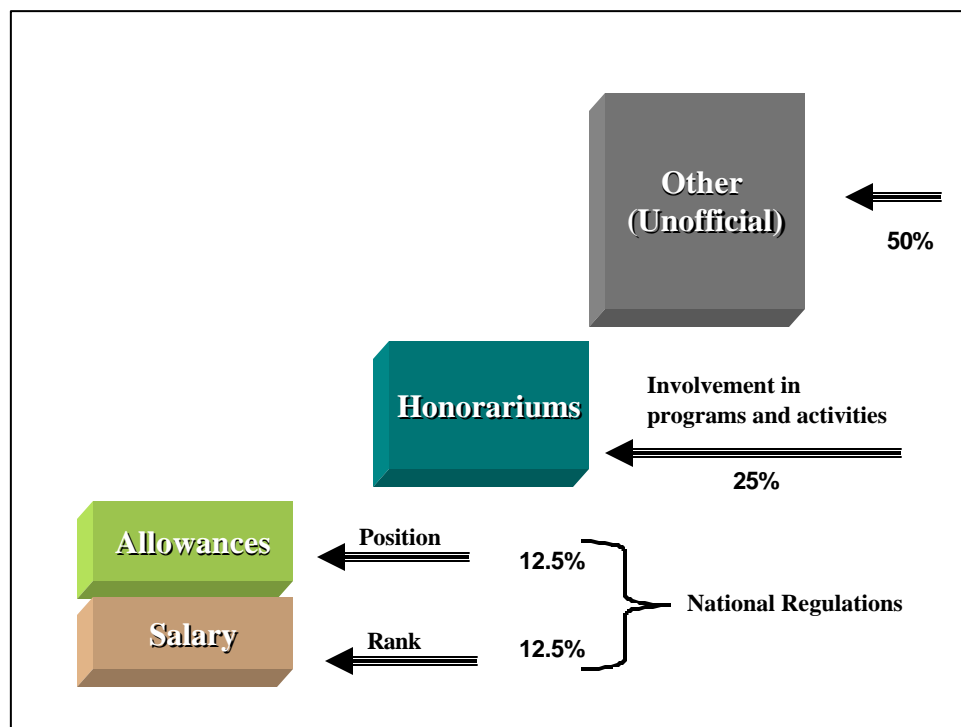 Other
(Unofficial)
50%
Honorariums
Involvement in
programs and activities
25%
Allowances
Position
12.5%
National Regulations
Salary
Rank
12.5%